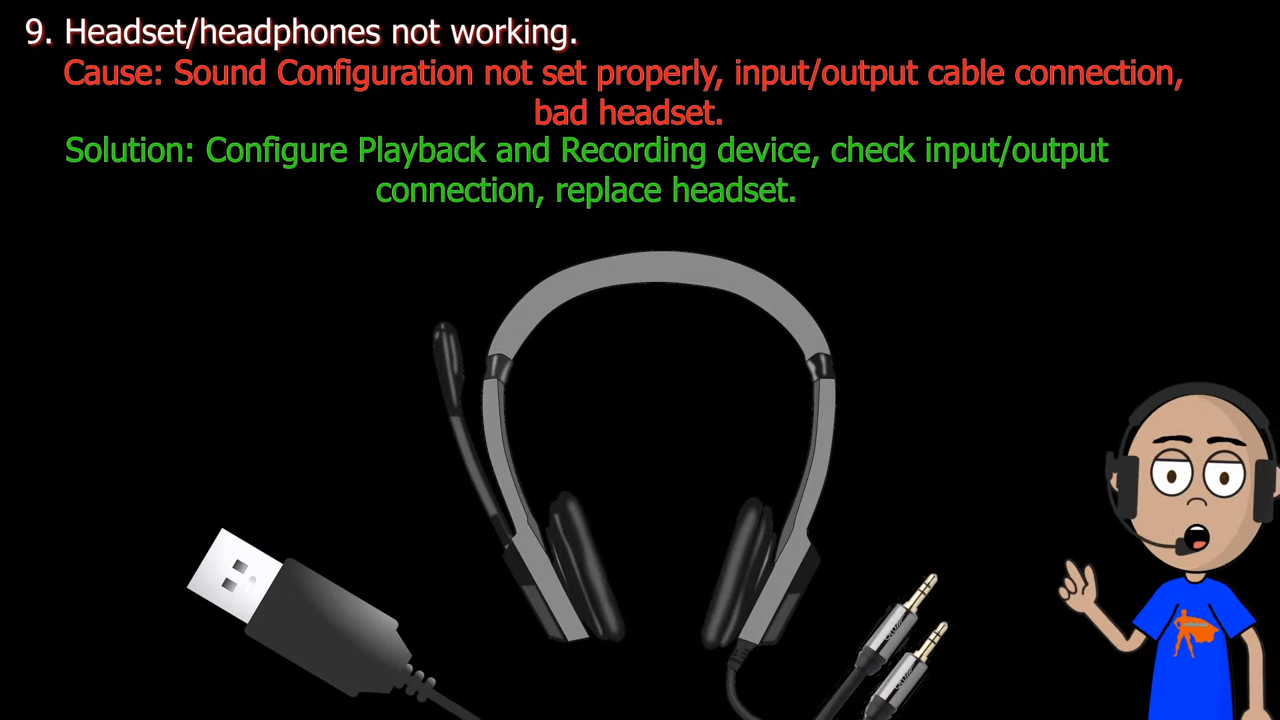 9. Headset/headphones not working.
Cause: Sound Configuration not set properly, input/output cable connection,
bad headset.
Solution: Configure Playback and Recording device, check input/output
connection, replace headset.